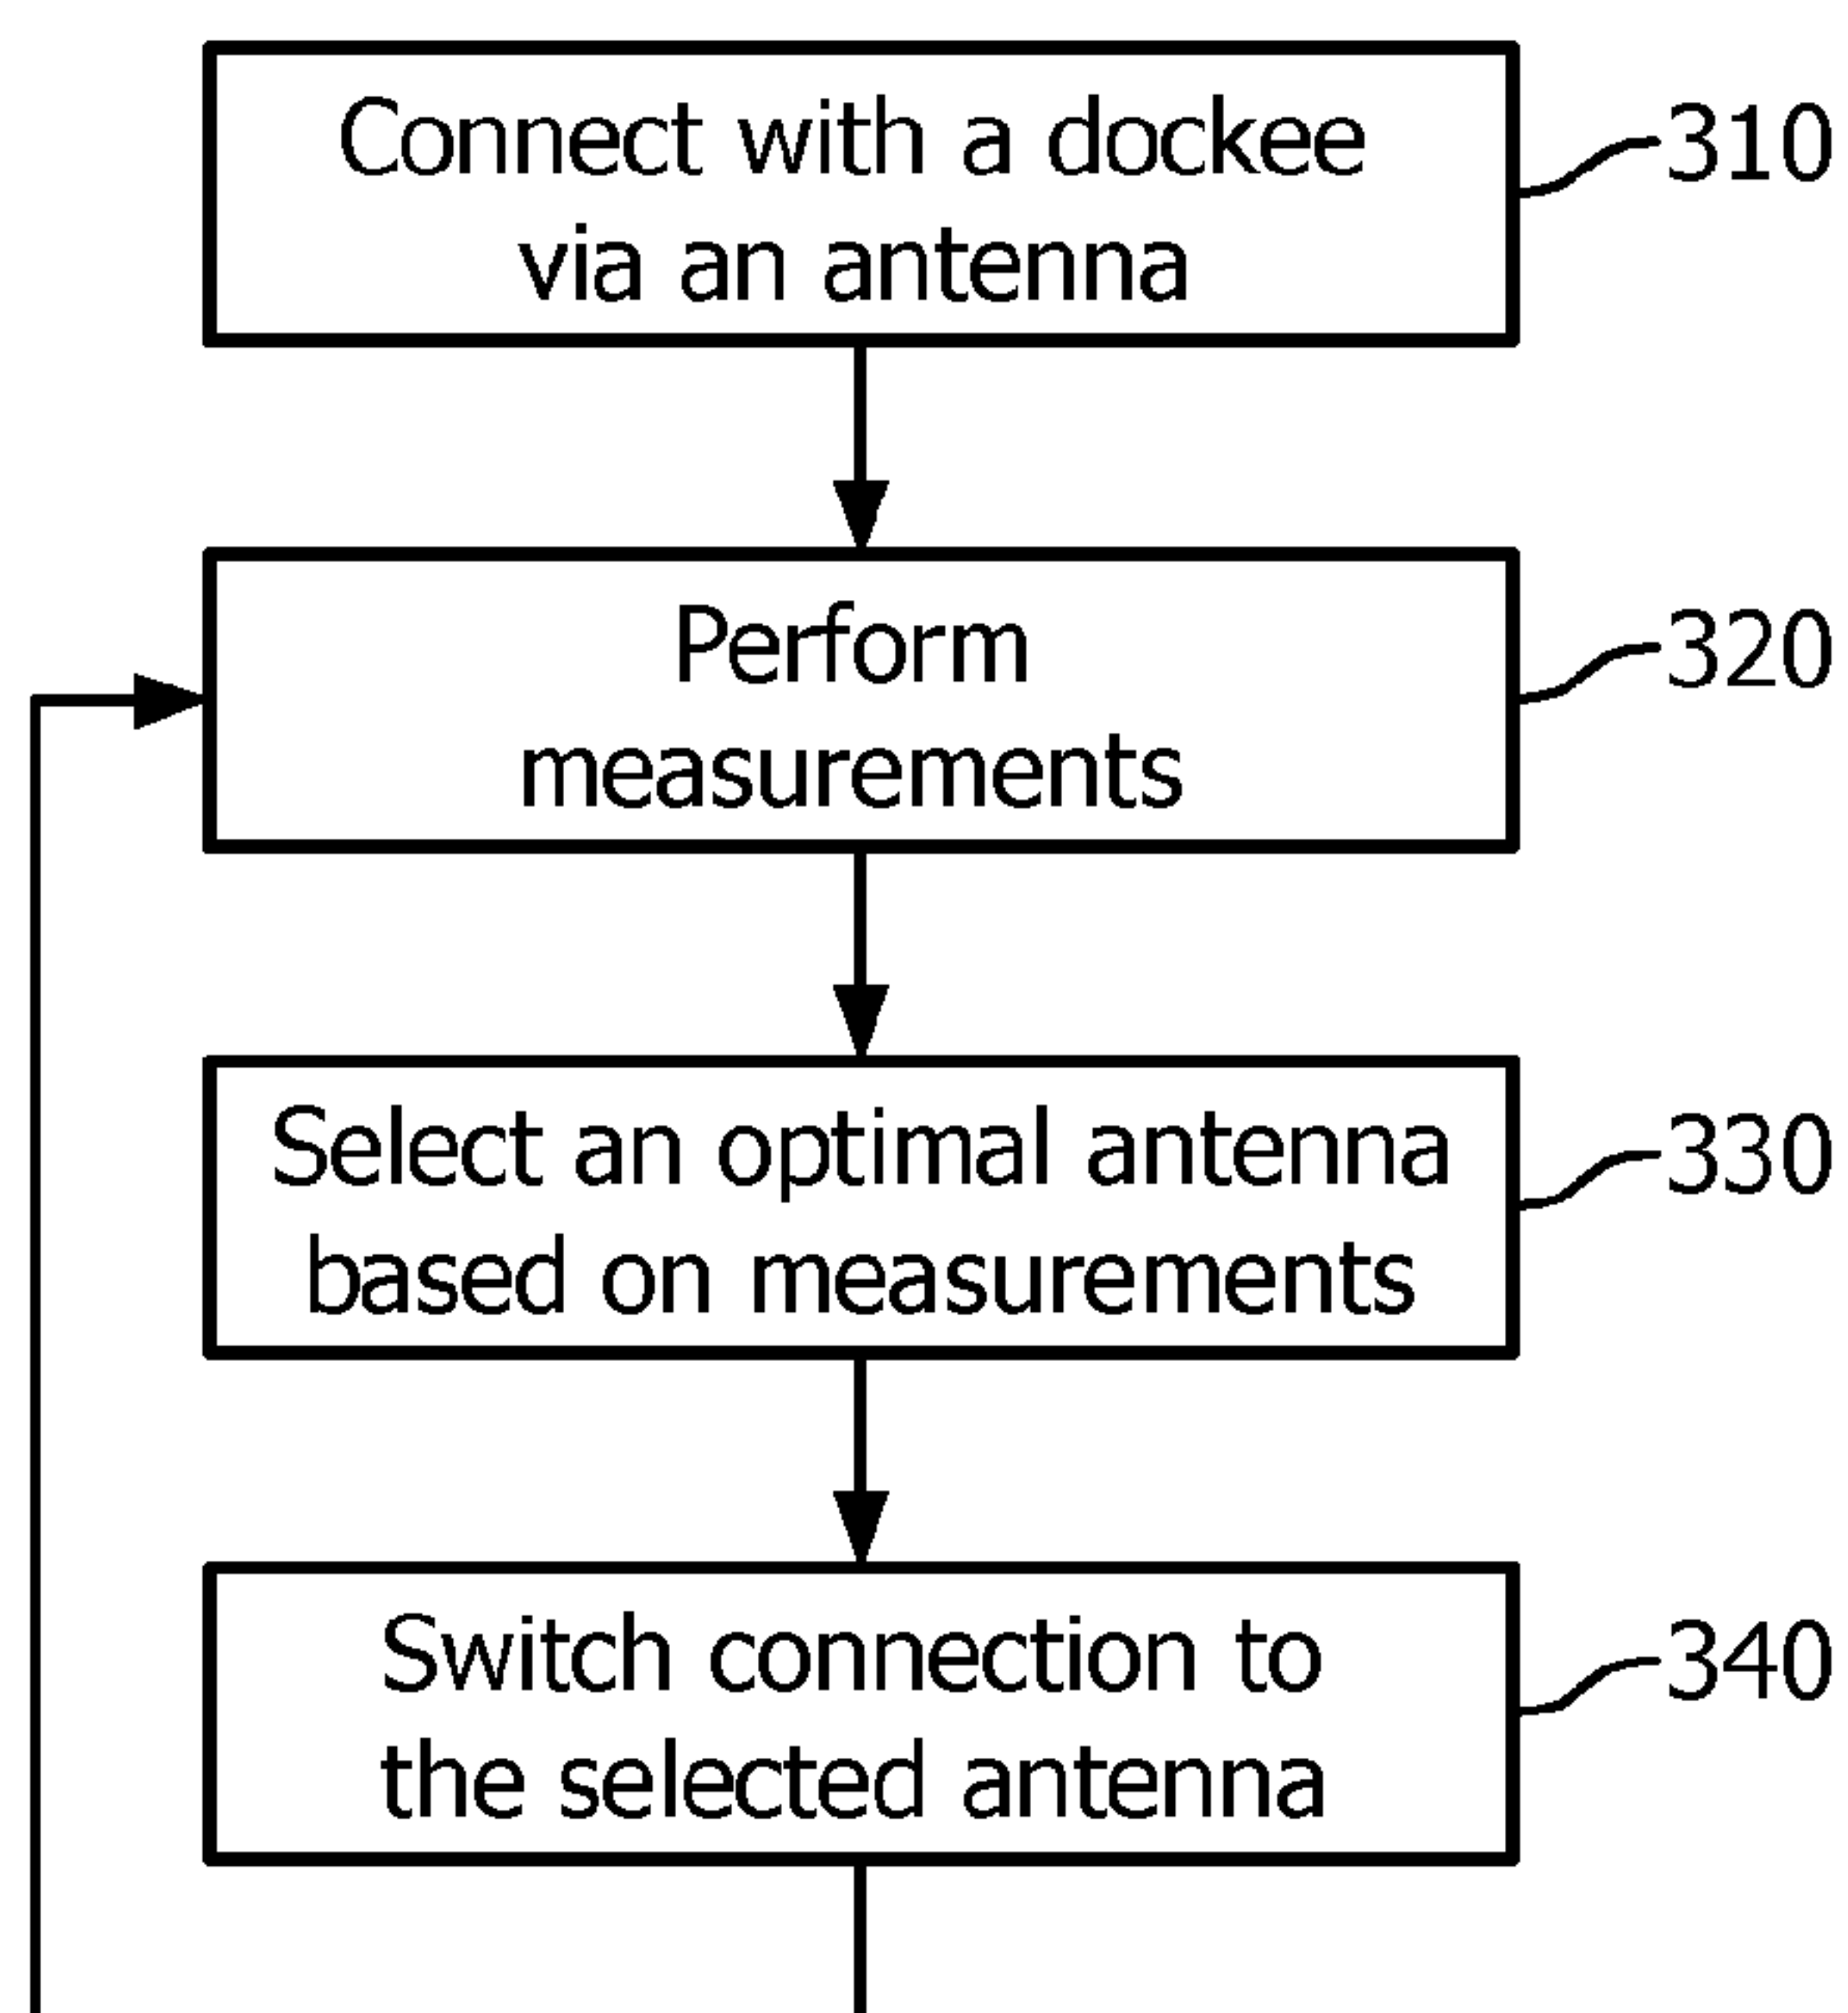 Connect with a dockee
via an antenna
310
Perform
measurements
320
Select an optimal antenna
based on measurements
330
Switch connection to
the selected antenna
340